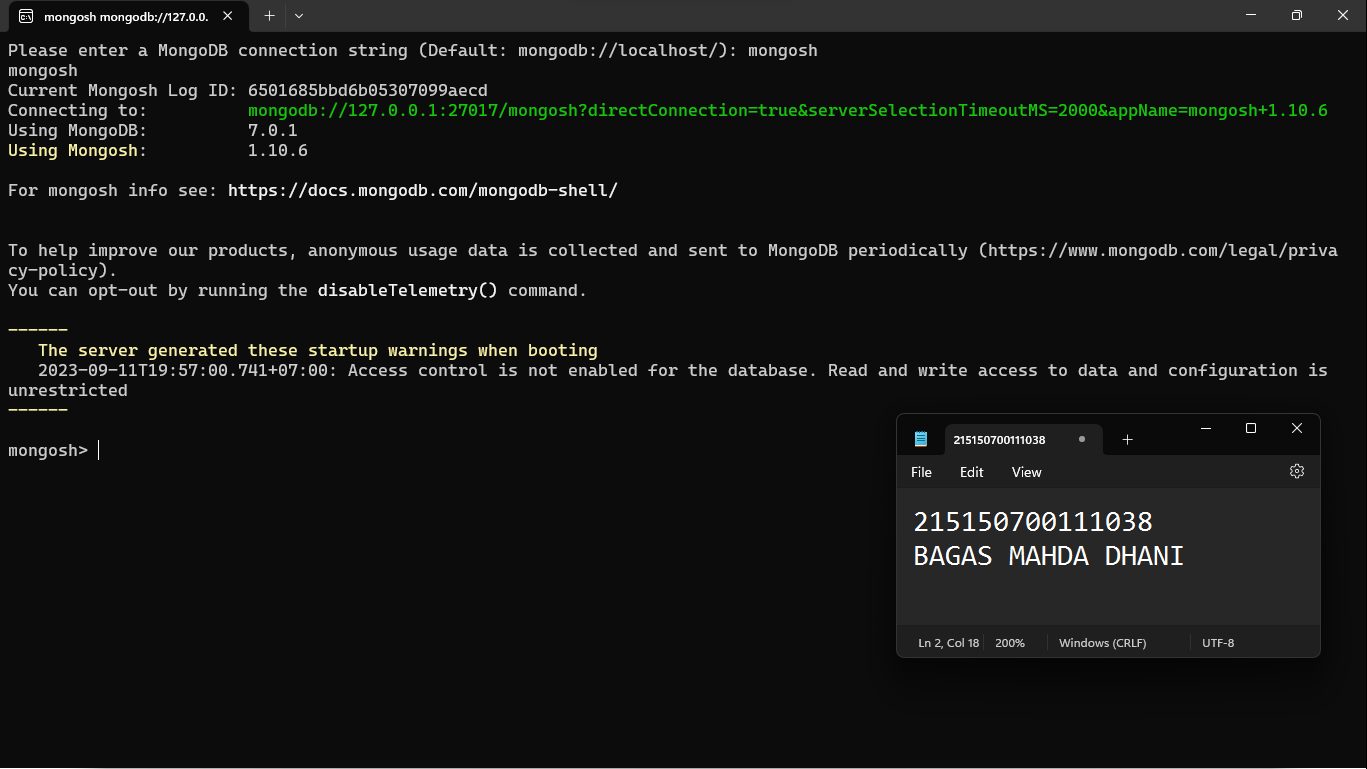 mongosh mongodb://127.0.0.
Please enter a MongoDB connection string (Default: mongodb://localhost/): mongosh
mongosh
Current Mongosh Log ID: 6501685bbd6b05307099aecd
Connecting to: mongodb://127.0.0.1:27017/mongosh?directConnection=true&serverSelectionTimeoutMS=2000&appName=mongosh+1.10.6
Using MongoDB: 7.0.1
Using Mongosh: 1.10.6
For mongosh info see: https://docs.mongodb.com/mongodb-shell/
To help improve our products, anonymous usage data is collected and sent to MongoDB periodically (https://www.mongodb.com/legal/priva
cy-policy).
You can opt-out by running the disableTelemetry() command.
------
The server generated these startup warnings when booting
2023-09-11T19:57:00.741+07:00: Access control is not enabled for the database. Read and write access to data and configuration is
unrestricted
------
mongosh>
215150700111038
File Edit View
215150700111038
BAGAS MAHDA DHANI
Ln 2, Col 18 200% Windows (CRLF) UTF-8